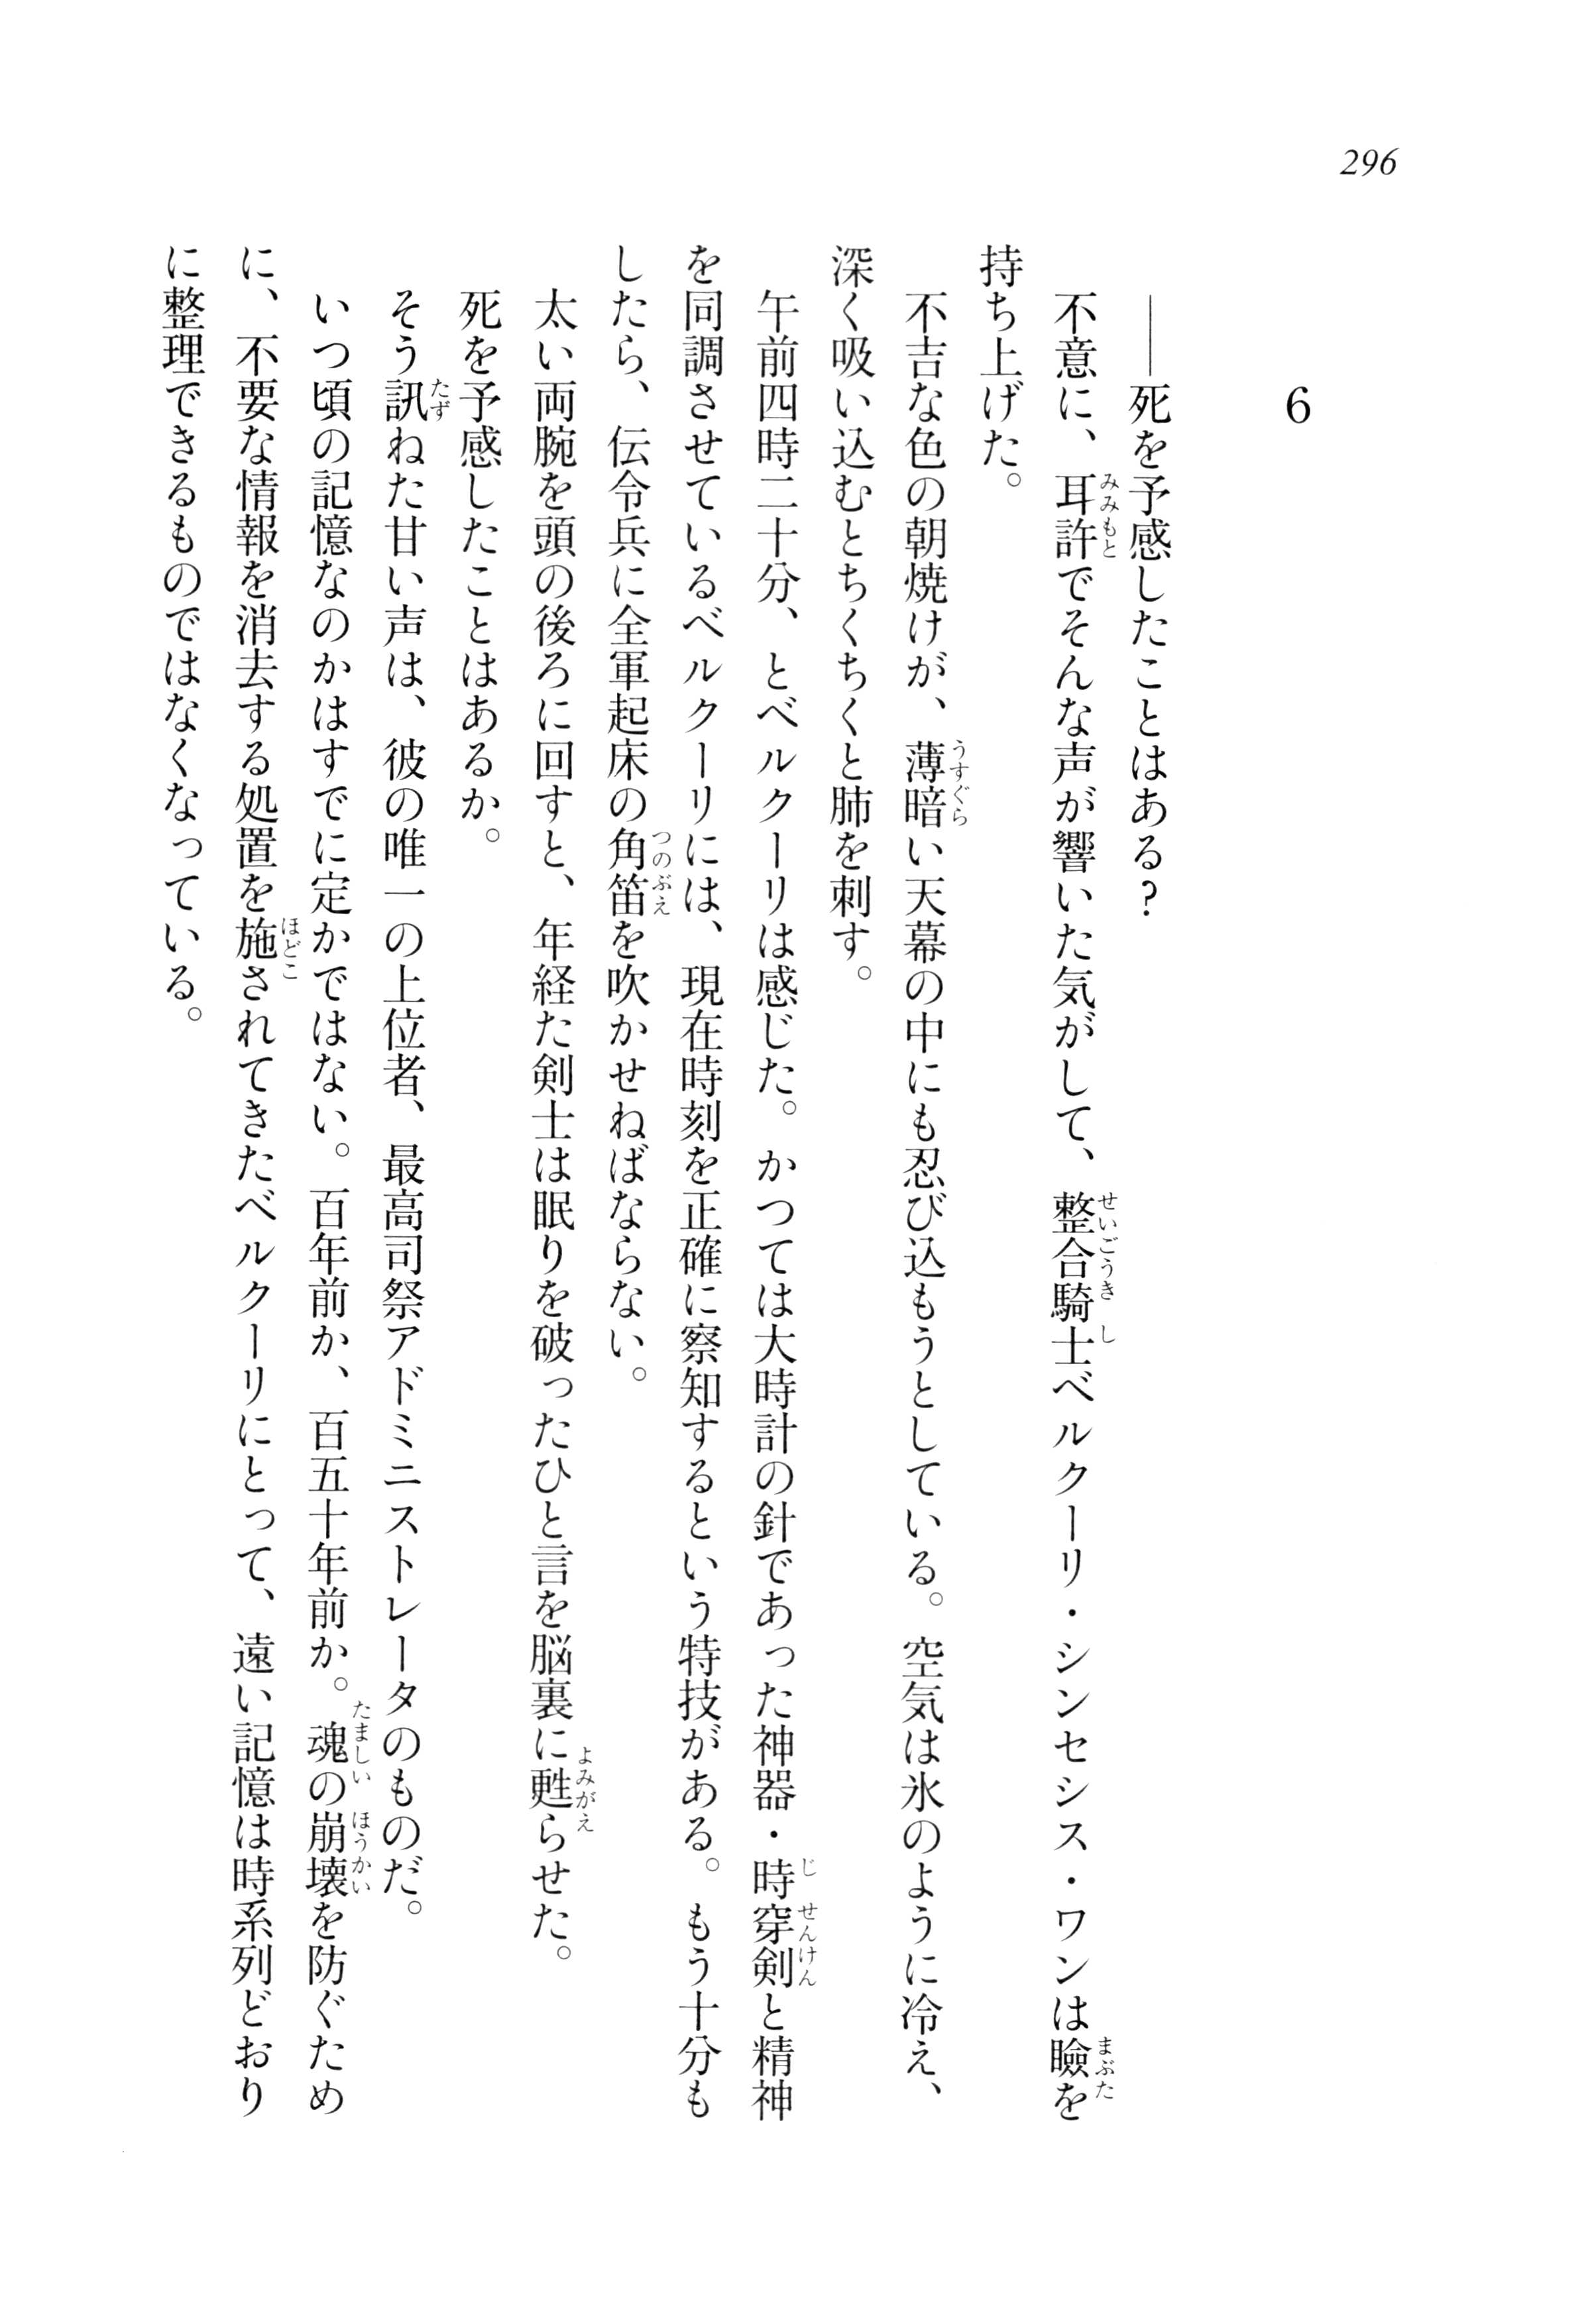 296
6
――死を予感したことはある?
不意に、耳許でそんな声が響いた気がして、整合騎士ベルクーリ・シンセシス・ワンは瞼を
持ち上げた。
不吉な色の朝焼けが、薄暗い天幕の中にも忍び込もうとしている。空気は氷のように冷え、
深く吸い込むとちくちくと肺を刺す。
午前四時二十分、とベルクーリは感じた。かつては大時計の針であった神器・時穿剣と精神
を同調させているベルクーリには、現在時刻を正確に察知するという特技がある。もう十分も
したら、伝令兵に全軍起床の角笛を吹かせねばならない。
太い両腕を頭の後ろに回すと、年経た剣士は眠りを破ったひと言を脳裏に甦らせた。
死を予感したことはあるか。
そう訊ねた甘い声は、彼の唯一の上位者、最高司祭アドミニストレータのものだ。
いつ頃の記憶なのかはすでに定かではない。百年前か、百五十年前か。魂の崩壊を防ぐため
に、不要な情報を消去する処置を施されてきたベルクーリにとって、遠い記憶は時系列どおり
に整理できるものではなくなっている。